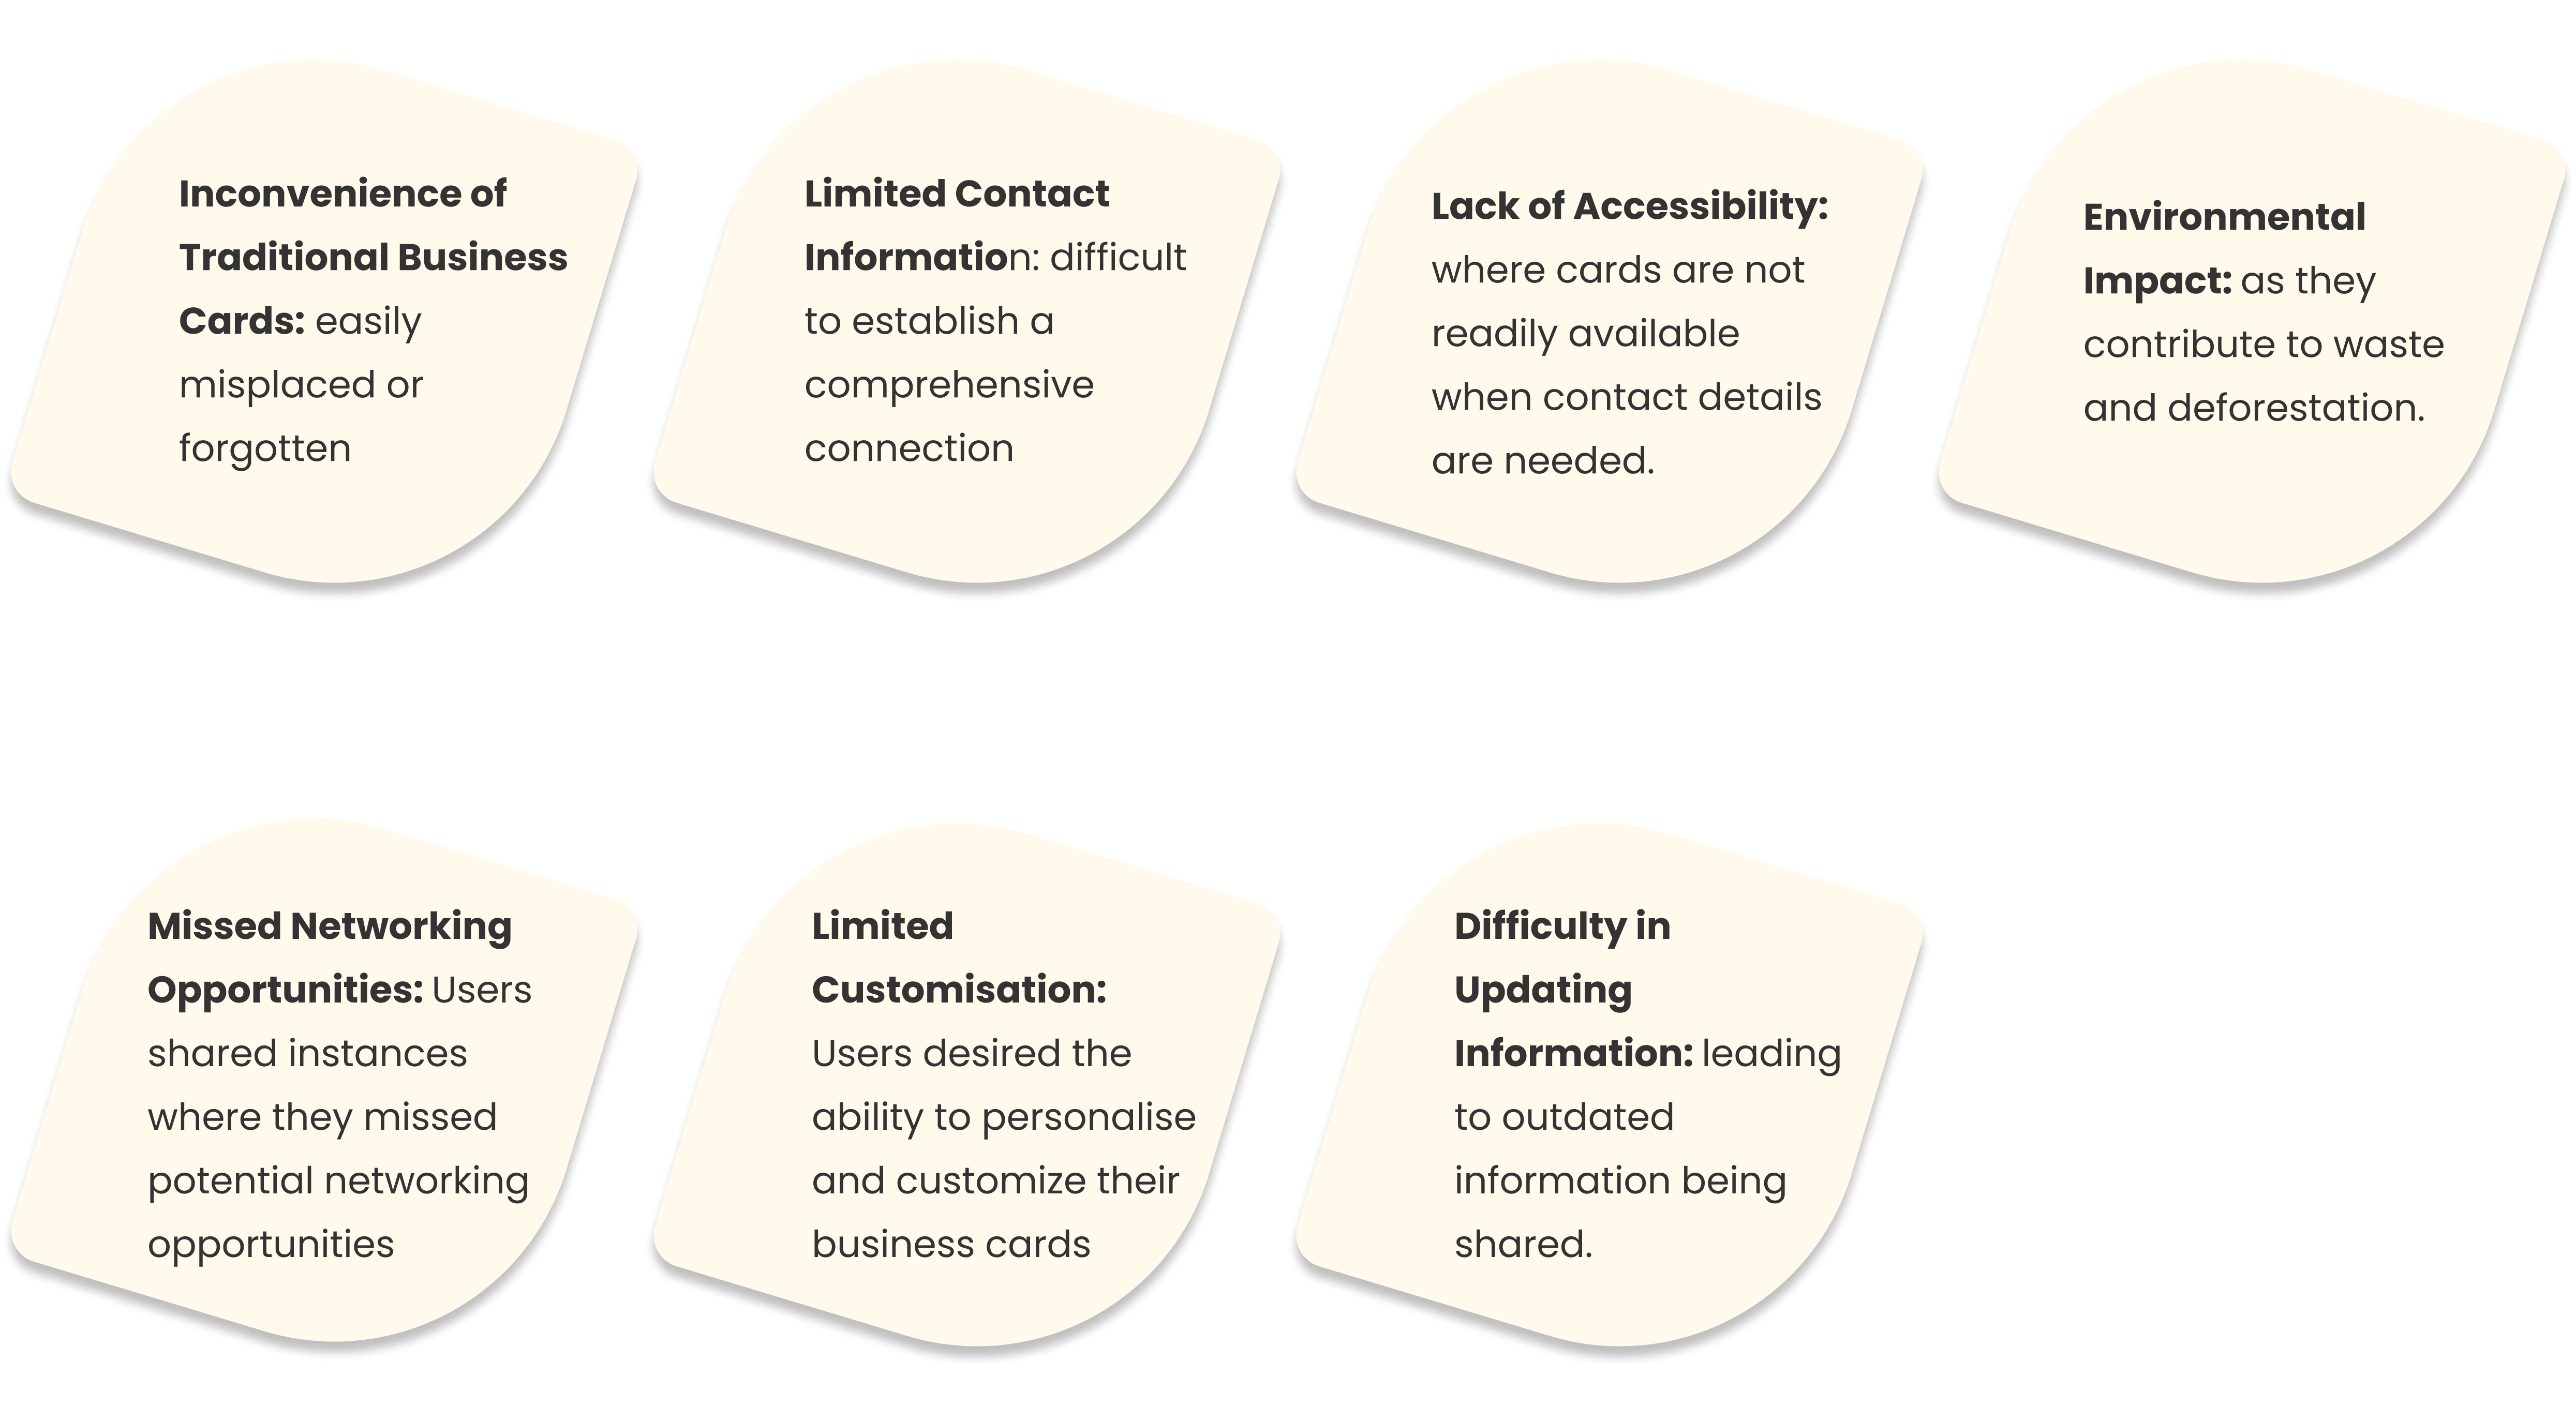 Inconvenience of
Traditional Business
Cards: easily
misplaced or
forgotten
Limited Contact
Information: difficult
to establish a
comprehensive
connection
Lack of Accessibility:
where cards are not
readily available
when contact details
are needed.
Environmental
Impact: as they
contribute to waste
and deforestation.
Missed Networking
Opportunities: Users
shared instances
where they missed
potential networking
opportunities
Limited
Customisation:
Users desired the
ability to personalise
and customize their
business cards
Difficulty in
Updating
Information: leading
to outdated
information being
shared.